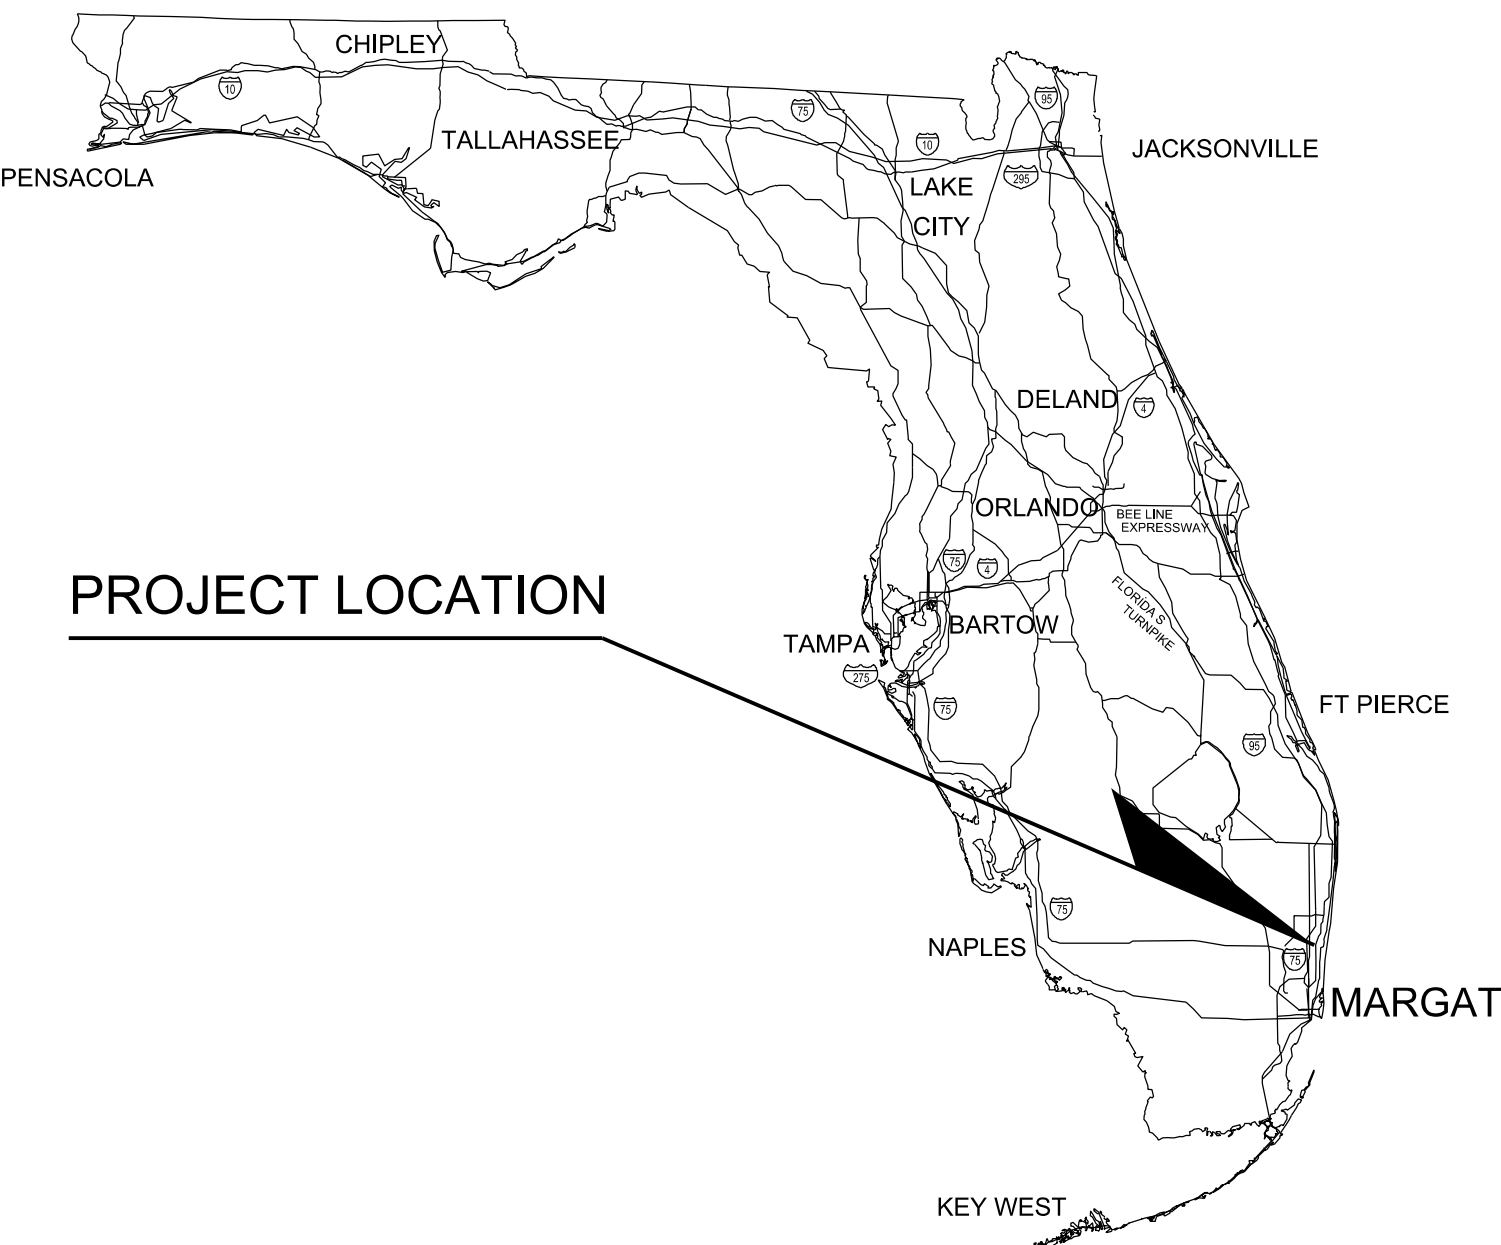 CHIPLEY
10
75
95
TALLAHASSEE
10
JACKSONVILLE
PENSACOLA
295
LAKE
CITY
DELAND
4
ORLANDO
BEE LINE
EXPRESSWAY
75
4
PROJECT LOCATION
FLORIDA S
TURNPIKE
BARTOW
TAMPA
275
75
FT PIERCE
95
75
NAPLES
75
MARGAT
KEY WEST